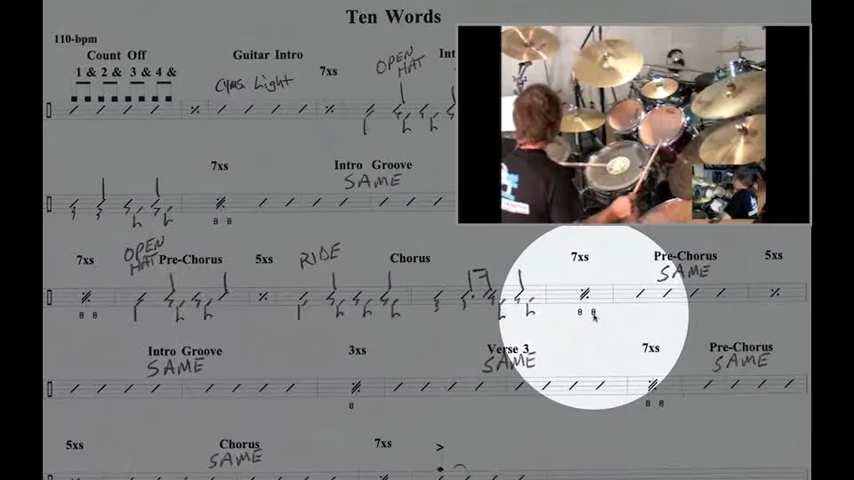 Ten Words
110-bpm
Count Off
Guitar Intro
7xs
OPEN HAT
Int
1 & 2 & 3 & 4 &
CYMS. Light
7xs
Intro Groove
SAME
7xs
OPEN HAT
Pre-Chorus
5xs
RIDE
Chorus
7xs
Pre-Chorus
SAME
5xs
8 8
8 8
8 8
Intro Groove
SAME
3xs
Verse 3
SAME
7xs
Pre-Chorus
SAME
8
8 8
5xs
Chorus
SAME
7xs